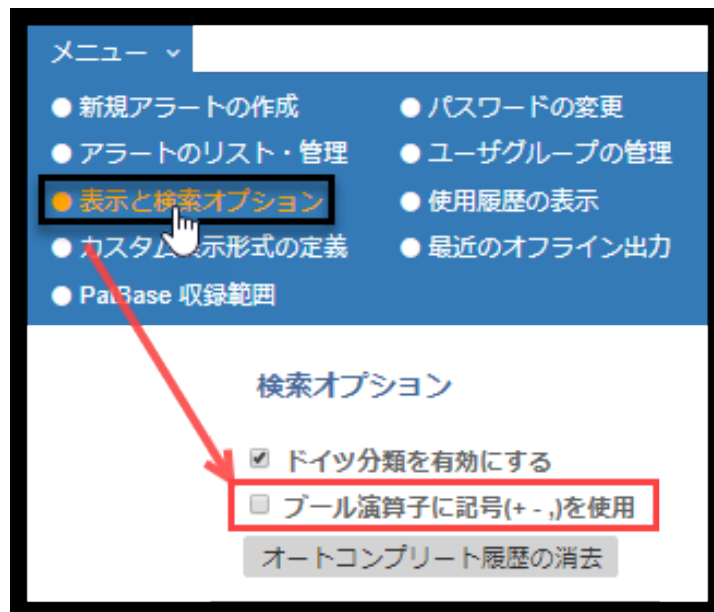 メニュー
新規アラートの作成
パスワードの変更
アラートのリスト・管理
ユーザグループの管理
表示と検索オプション
使用履歴の表示
カスタム表示形式の定義
最近のオフライン出力
PatBase 収録範囲
検索オプション
ドイツ分類を有効にする
ブール演算子に記号(+ - ,)を使用
オートコンプリート履歴の消去